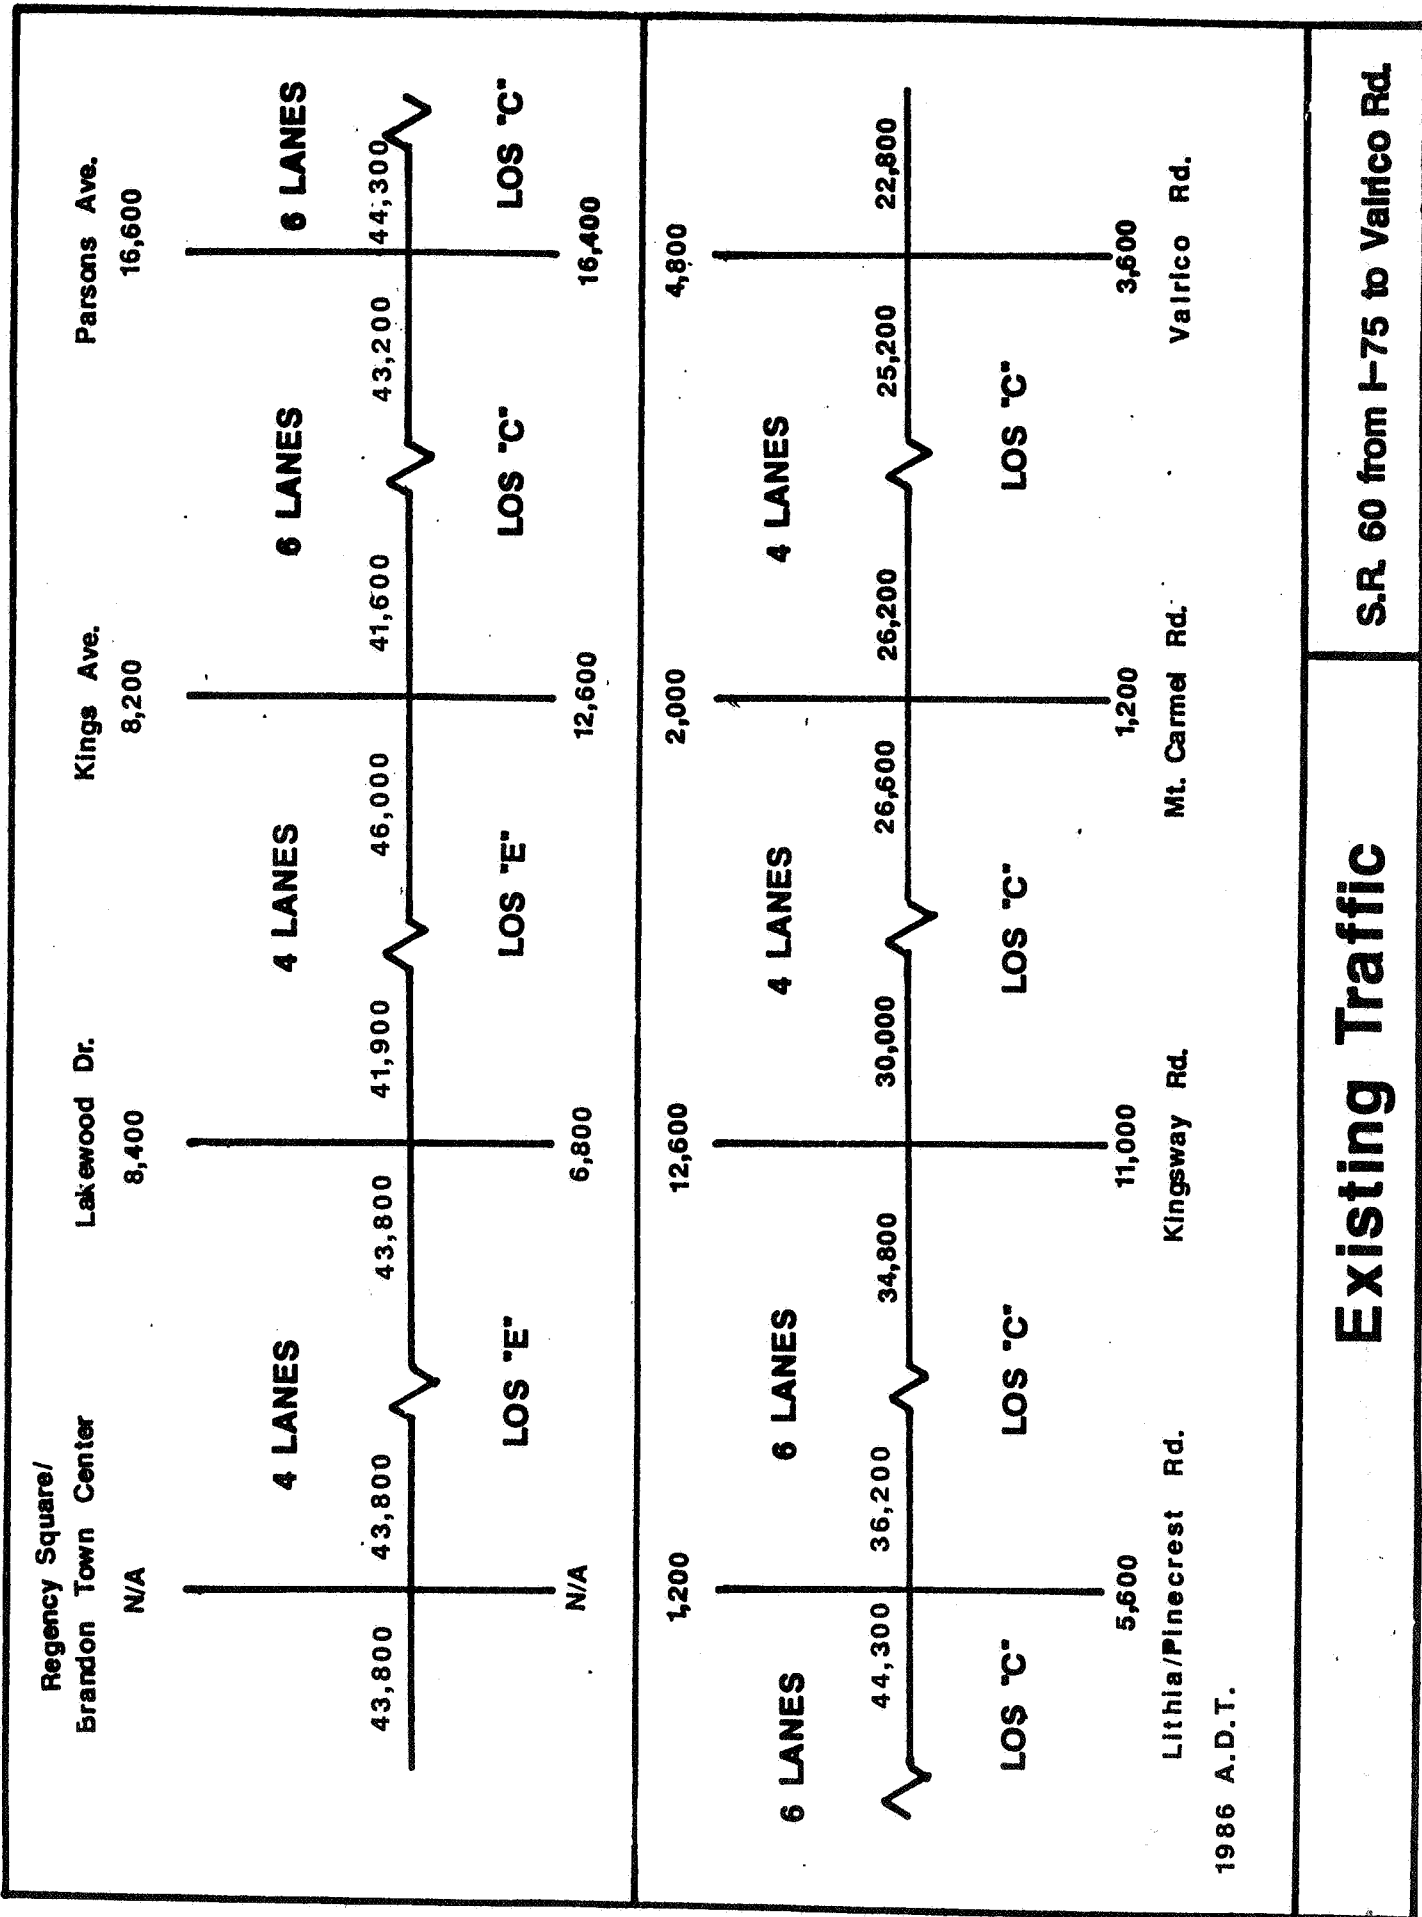 Regency Square/
Brandon Town Center
Lakewood Dr.
Kings Ave.
Parsons Ave.
N/A
8,400
8,200
16,600
4 LANES
4 LANES
6 LANES
6 LANES
43,800
43,800
43,800
41,900
46,000
41,600
43,200
44,300
LOS "E"
LOS "E"
LOS "C"
LOS "C"
N/A
6,800
12,600
16,400
1,200
12,600
2,000
4,800
6 LANES
6 LANES
4 LANES
4 LANES
44,300
36,200
34,800
30,000
26,600
26,200
25,200
22,800
LOS "C"
LOS "C"
LOS "C"
LOS "C"
5,600
11,000
1,200
3,600
Lithia/Pinecrest Rd.
Kingsway Rd.
Mt. Carmel Rd.
Valrico Rd.
1986 A.D.T.
Existing Traffic
S.R. 60 from I-75 to Valrico Rd.